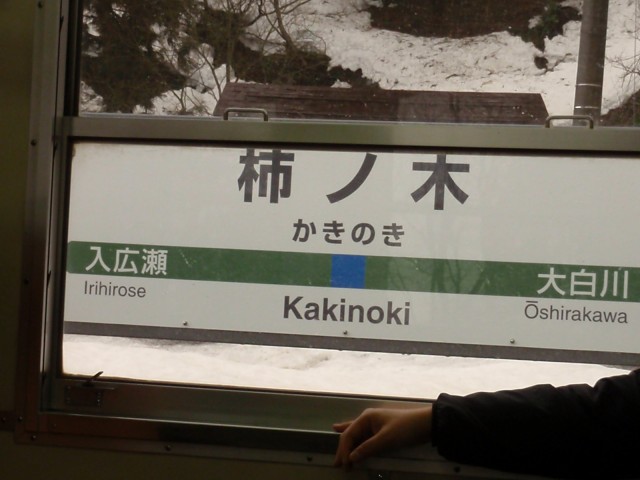 柿ノ木
かきのき
入広瀬
大白川
Irihirose
Kakinoki
Ōshirakawa